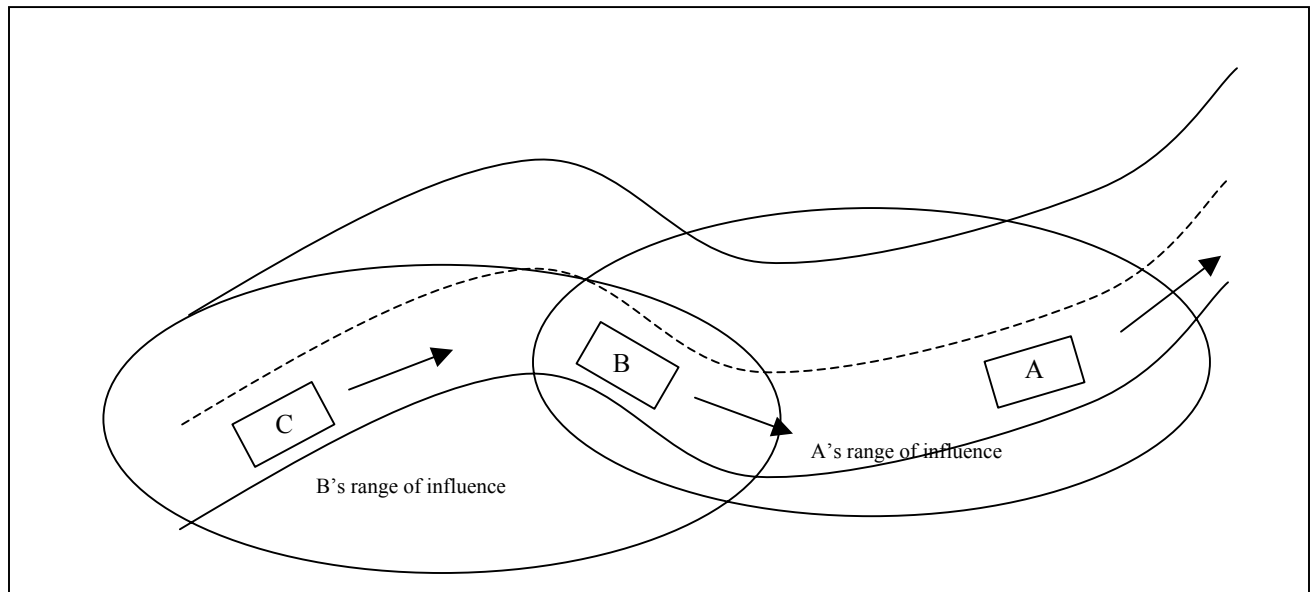 B
A
C
A’s range of influence
B’s range of influence